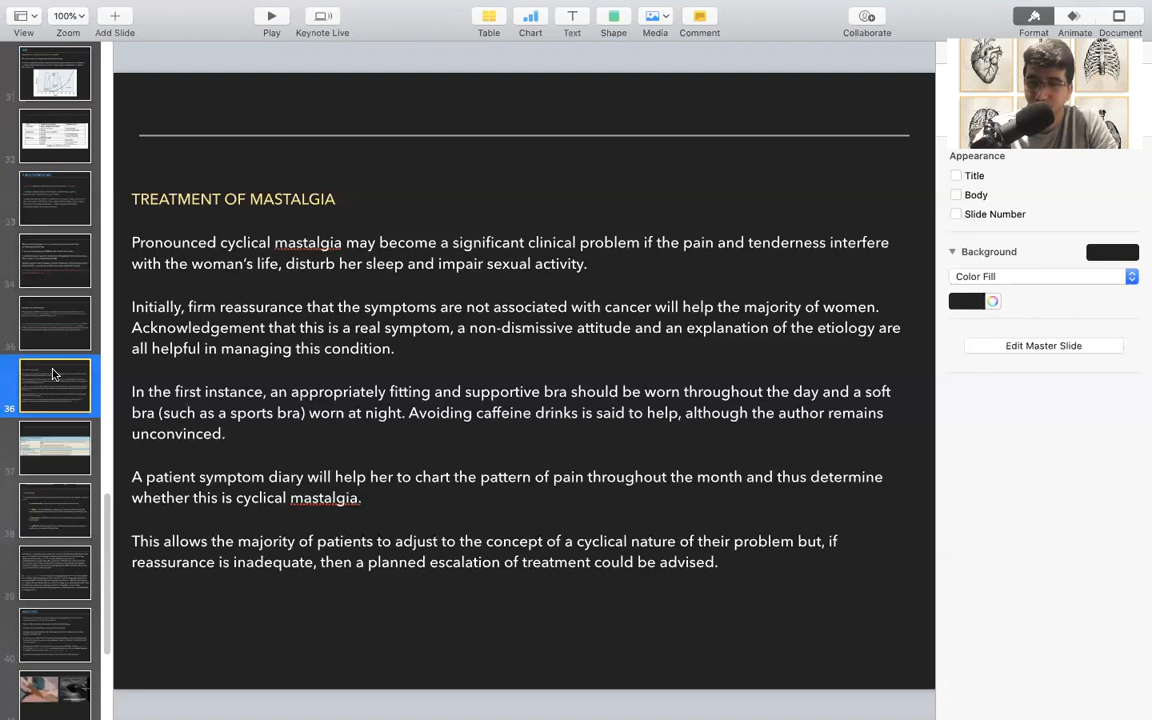 100%
View
Zoom
Add Slide
Play
Keynote Live
Table
Chart
Text
Shape
Media
Comment
Collaborate
Format
Animate
Document
31
32
33
34
35
36
37
38
39
40
TREATMENT OF MASTALGIA
Pronounced cyclical mastalgia may become a significant clinical problem if the pain and tenderness interfere
with the woman's life, disturb her sleep and impair sexual activity.
Initially, firm reassurance that the symptoms are not associated with cancer will help the majority of women.
Acknowledgement that this is a real symptom, a non-dismissive attitude and an explanation of the etiology are
all helpful in managing this condition.
In the first instance, an appropriately fitting and supportive bra should be worn throughout the day and a soft
bra (such as a sports bra) worn at night. Avoiding caffeine drinks is said to help, although the author remains
unconvinced.
A patient symptom diary will help her to chart the pattern of pain throughout the month and thus determine
whether this is cyclical mastalgia.
This allows the majority of patients to adjust to the concept of a cyclical nature of their problem but, if
reassurance is inadequate, then a planned escalation of treatment could be advised.
Appearance
Title
Body
Slide Number
Background
Color Fill
Edit Master Slide